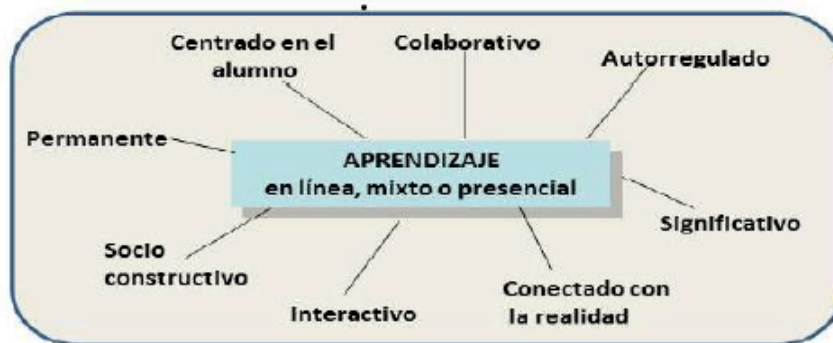 Centrado en el
alumno
Colaborativo
Autorregulado
Permanente
APRENDIZAJE
en línea, mixto o presencial
Significativo
Socio
constructivo
Interactivo
Conectado con
la realidad